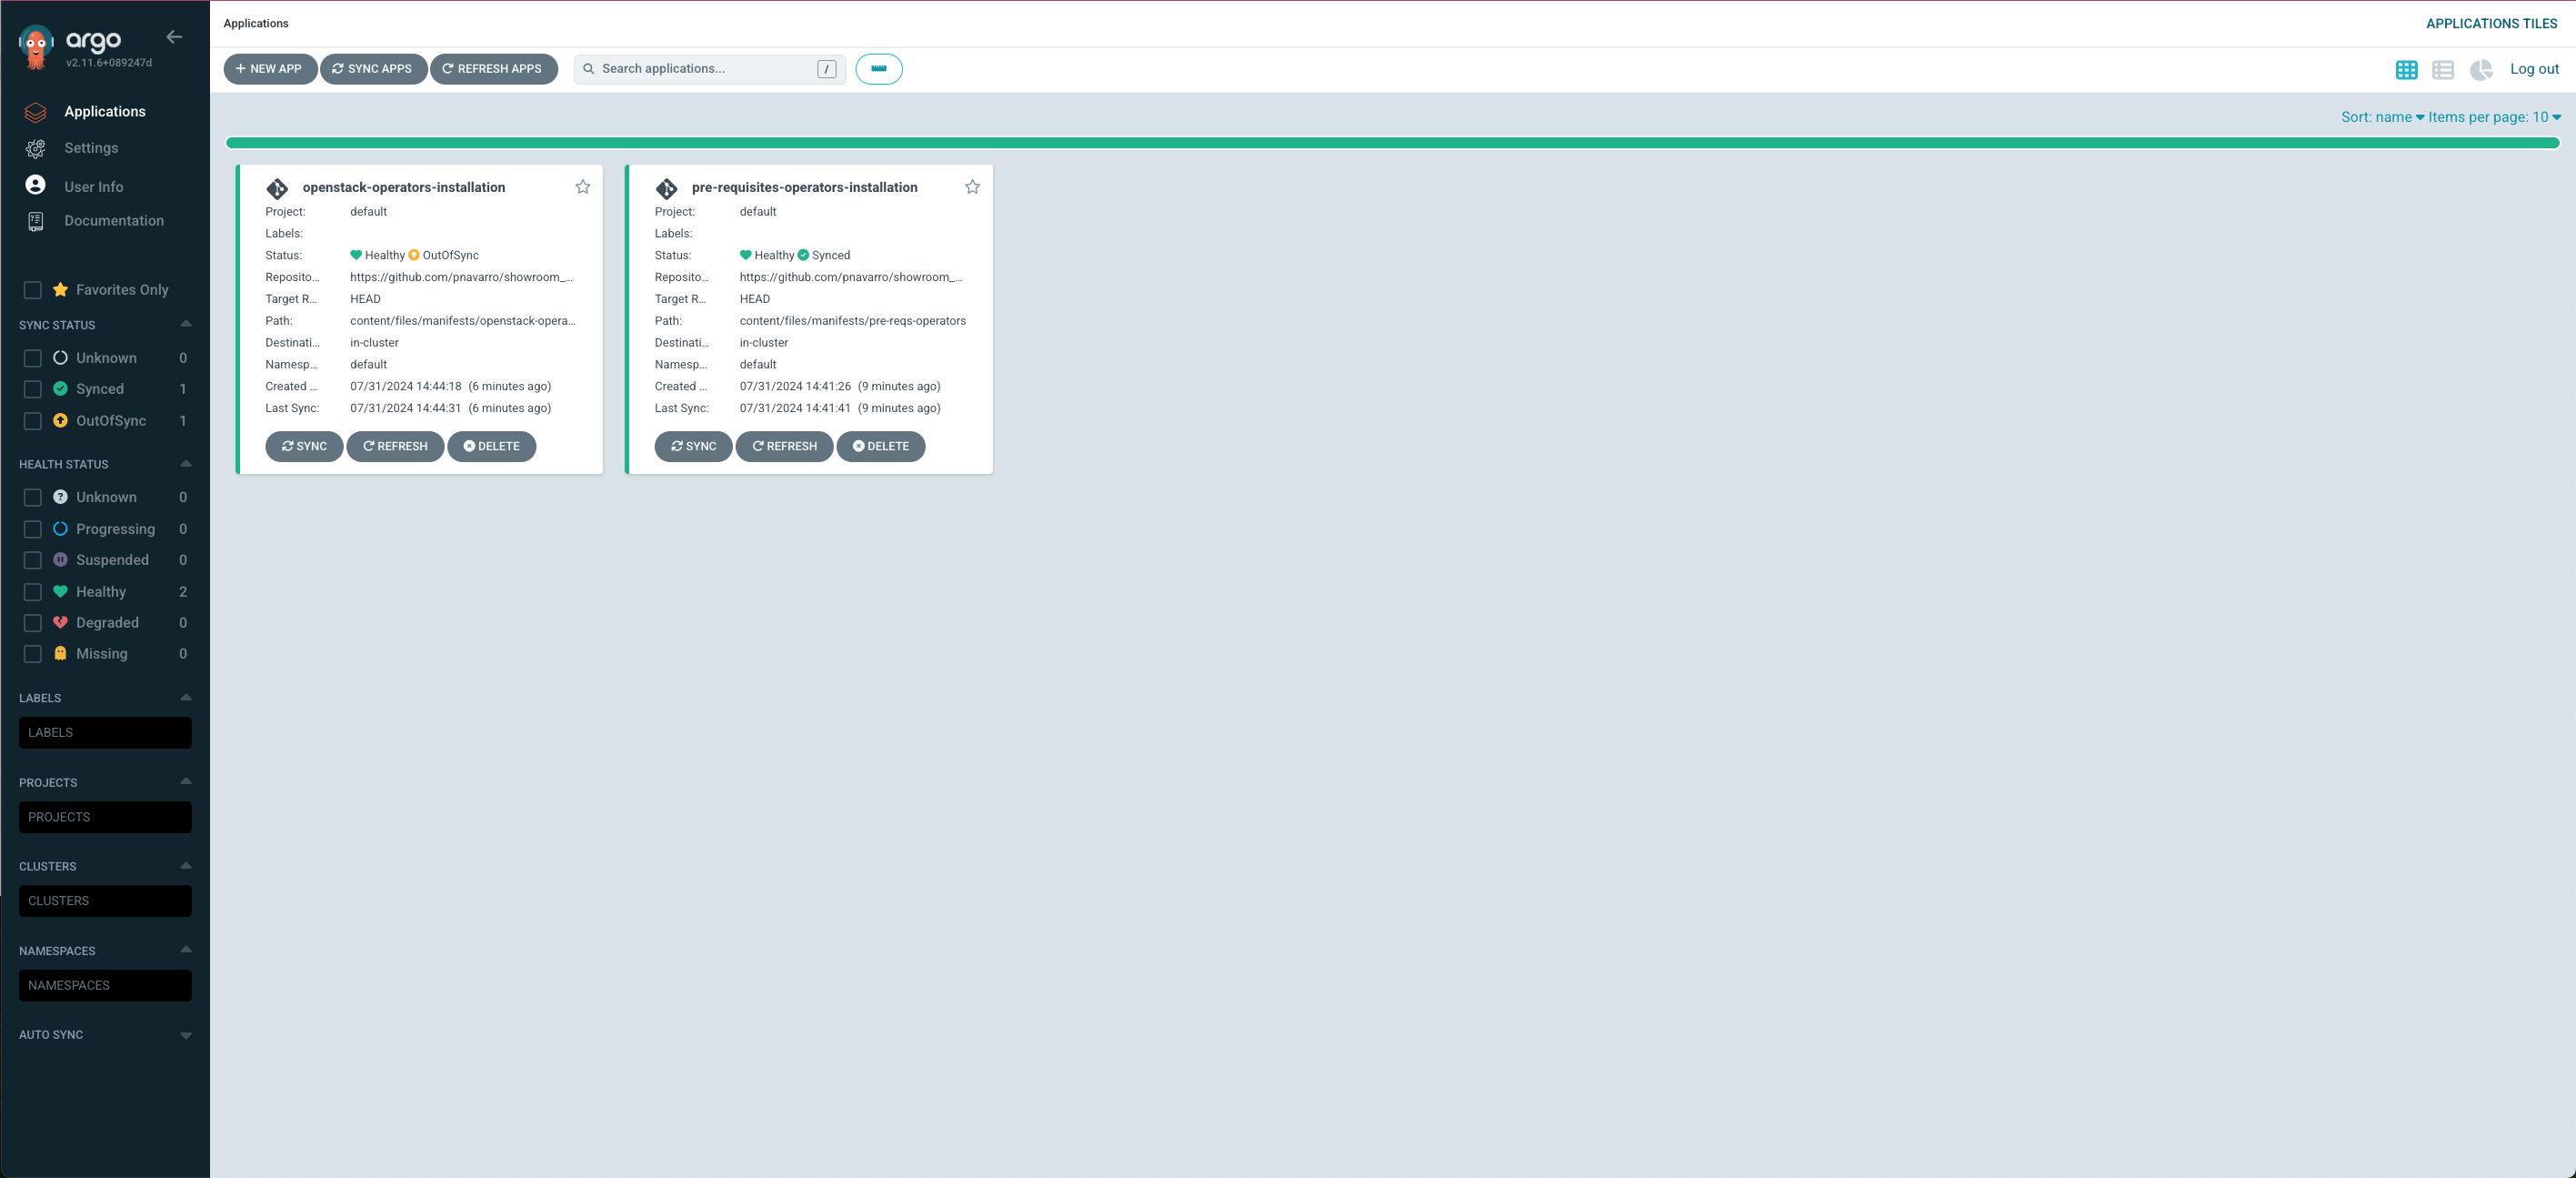 argo
v2.11.6+089247d
Applications
Settings
User Info
Documentation
Favorites Only
SYNC STATUS
Unknown 0
Synced 1
OutOfSync 1
HEALTH STATUS
Unknown 0
Progressing 0
Suspended 0
Healthy 2
Degraded 0
Missing 0
LABELS
LABELS
PROJECTS
PROJECTS
CLUSTERS
CLUSTERS
NAMESPACES
NAMESPACES
AUTO SYNC
Applications APPLICATIONS TILES
+ NEW APP SYNC APPS REFRESH APPS Search applications... / Log out
Sort: name Items per page: 10
openstack-operators-installation
Project: default
Labels:
Status: Healthy OutOfSync
Reposito... https://github.com/pnavarro/showroom_...
Target R... HEAD
Path: content/files/manifests/openstack-opera...
Destinati... in-cluster
Namesp... default
Created ... 07/31/2024 14:44:18 (6 minutes ago)
Last Sync: 07/31/2024 14:44:31 (6 minutes ago)
SYNC REFRESH DELETE
pre-requisites-operators-installation
Project: default
Labels:
Status: Healthy Synced
Reposito... https://github.com/pnavarro/showroom_...
Target R... HEAD
Path: content/files/manifests/pre-reqs-operators
Destinati... in-cluster
Namesp... default
Created ... 07/31/2024 14:41:26 (9 minutes ago)
Last Sync: 07/31/2024 14:41:41 (9 minutes ago)
SYNC REFRESH DELETE